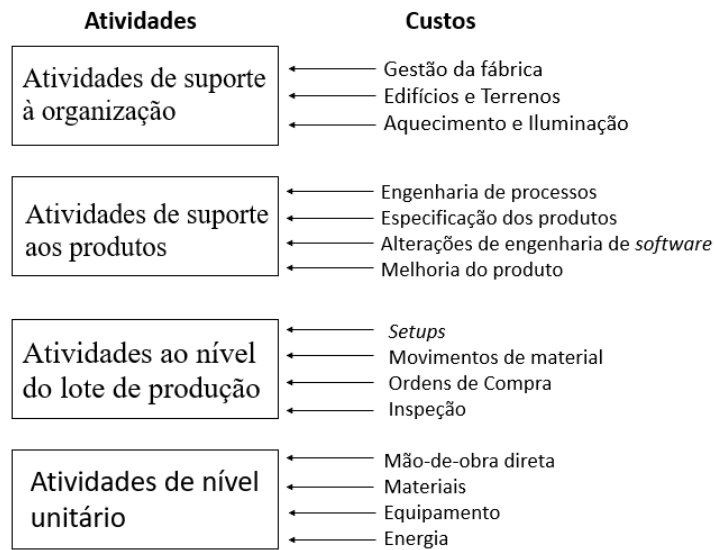 Atividades
Custos
Atividades de suporte
à organização
Gestão da fábrica
Edifícios e Terrenos
Aquecimento e Iluminação
Atividades de suporte
aos produtos
Engenharia de processos
Especificação dos produtos
Alterações de engenharia de software
Melhoria do produto
Atividades ao nível
do lote de produção
Setups
Movimentos de material
Ordens de Compra
Inspeção
Atividades de nível
unitário
Mão-de-obra direta
Materiais
Equipamento
Energia